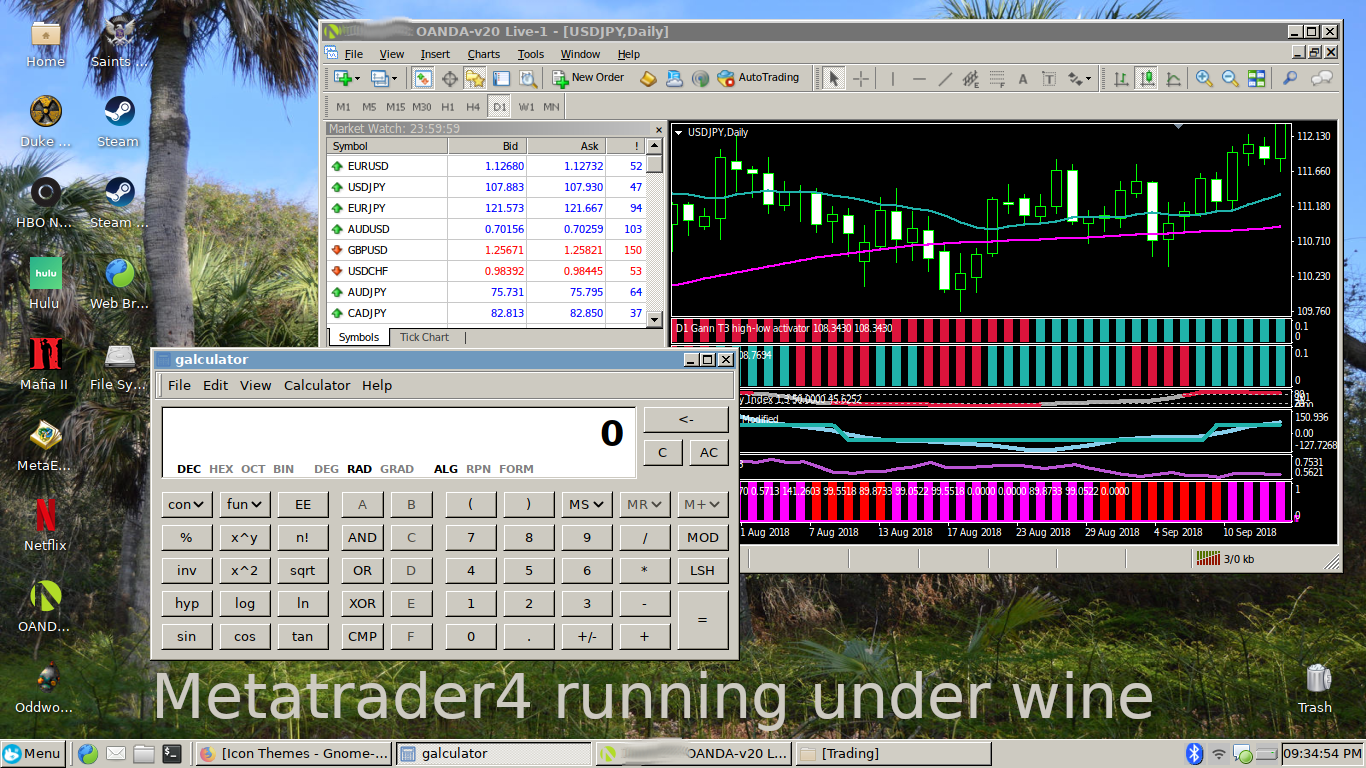 Home
Saints ...
Duke ...
Steam
HBO N...
Steam ...
Hulu
hulu
Web Br...
Mafia II
File Sy...
MetaE...
Netflix
OAND...
Oddwo...
Trash
OANDA-v20 Live-1 - [USDJPY,Daily]
File View Insert Charts Tools Window Help
New Order AutoTrading
M1 M5 M15 M30 H1 H4 D1 W1 MN
Market Watch: 23:59:59
Symbol Bid Ask !
EURUSD 1.12680 1.12732 52
USDJPY 107.883 107.930 47
EURJPY 121.573 121.667 94
AUDUSD 0.70156 0.70259 103
GBPUSD 1.25671 1.25821 150
USDCHF 0.98392 0.98445 53
AUDJPY 75.731 75.795 64
CADJPY 82.813 82.850 37
Symbols Tick Chart
USDJPY,Daily
112.130
111.660
111.180
110.710
110.230
109.760
D1 Gann T3 high-low activator 108.3430 108.3430
0.1
0
08.7694
0.1
0
y Index 1,3 50.0000 45.6252
Modified
150.936
0.00
-127.7268
0.7531
0.5621
70 0.5713 141.2603 99.5518 89.8733 99.0522 99.5518 0.0000 0.0000 89.8733 99.0522 0.0000
1
0
1 Aug 2018 7 Aug 2018 13 Aug 2018 17 Aug 2018 23 Aug 2018 29 Aug 2018 4 Sep 2018 10 Sep 2018
3/0 kb
galculator
File Edit View Calculator Help
0
DEC HEX OCT BIN DEG RAD GRAD ALG RPN FORM
<-
C AC
con fun EE A B ( ) MS MR M+
% x^y n! AND C 7 8 9 / MOD
inv x^2 sqrt OR D 4 5 6 * LSH
hyp log ln XOR E 1 2 3 - =
sin cos tan CMP F 0 . +/- +
Metatrader4 running under wine
Menu [Icon Themes - Gnome-... galculator OANDA-v20 L... [Trading] 09:34:54 PM